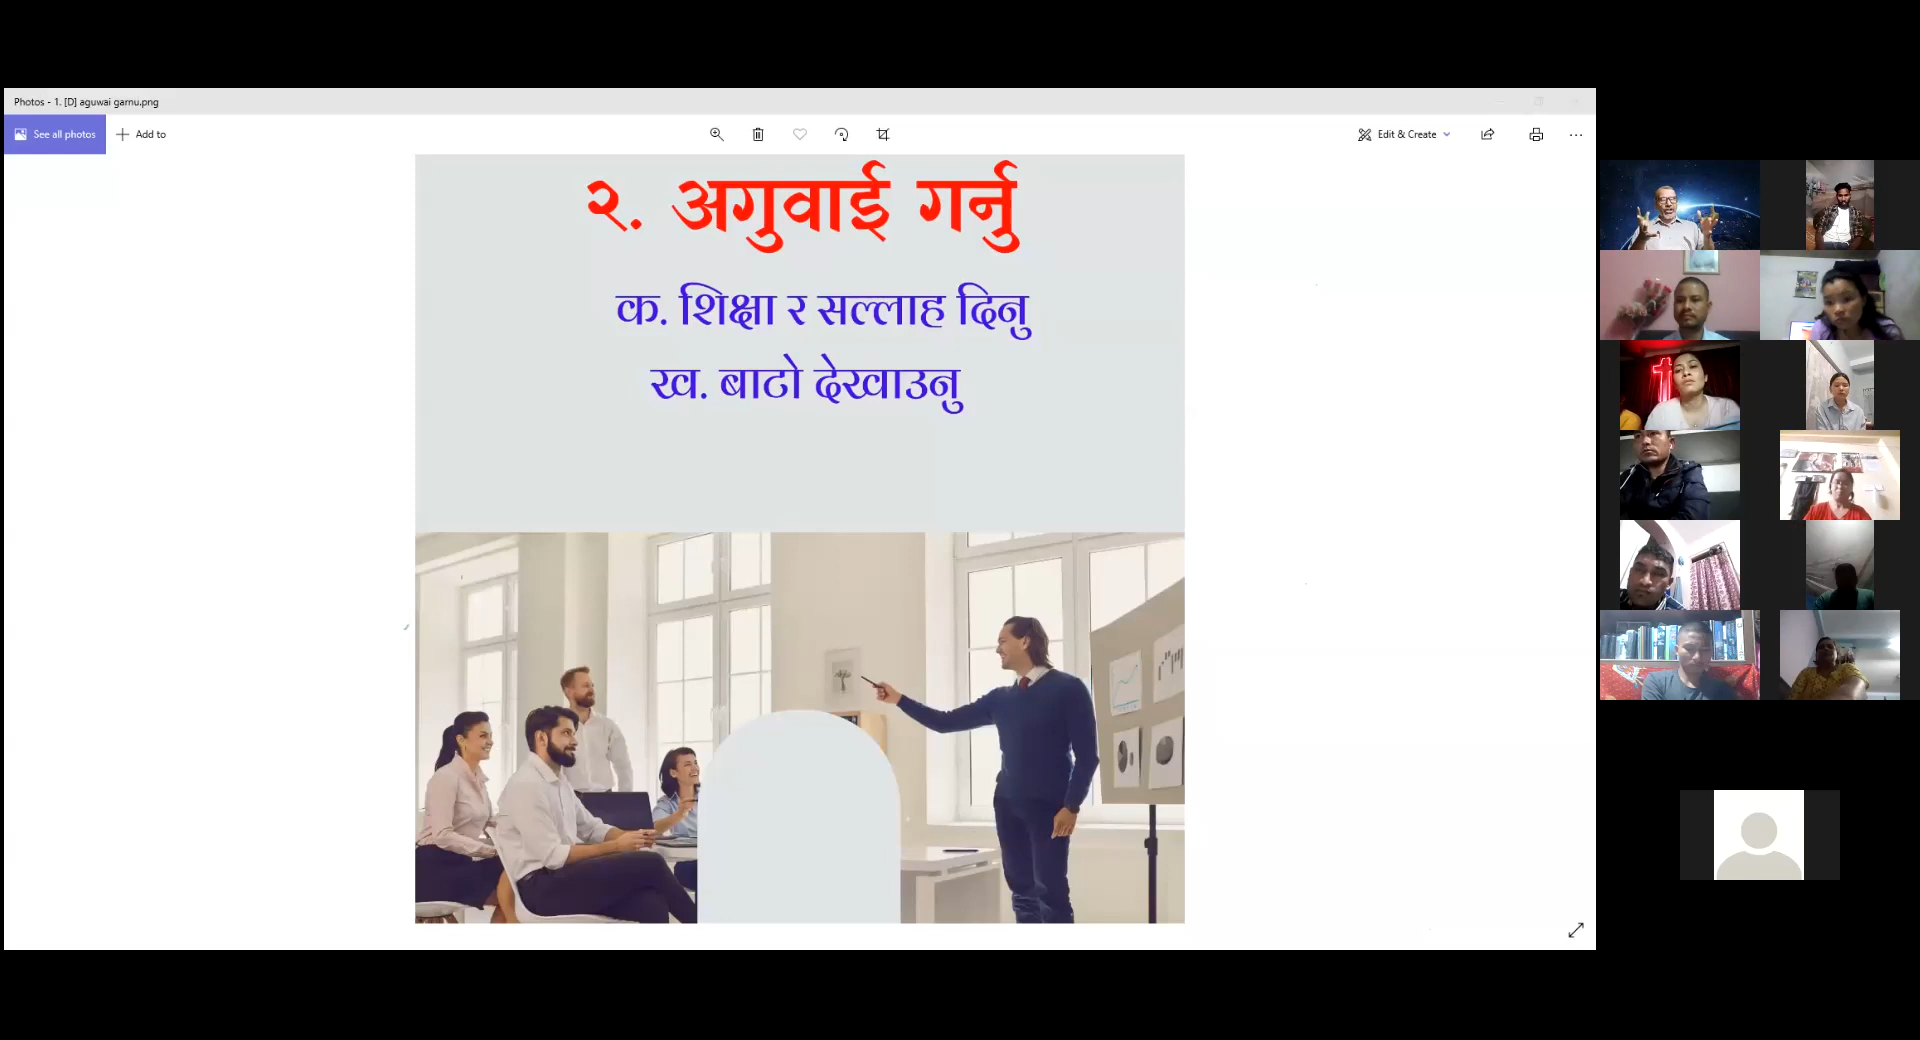 Photos - 1. [D] aguwai garnu.png
See all photos
Add to
Edit & Create
२. अगुवाई गर्नु
क. शिक्षा र सल्लाह दिनु
ख. बाटो देखाउनु